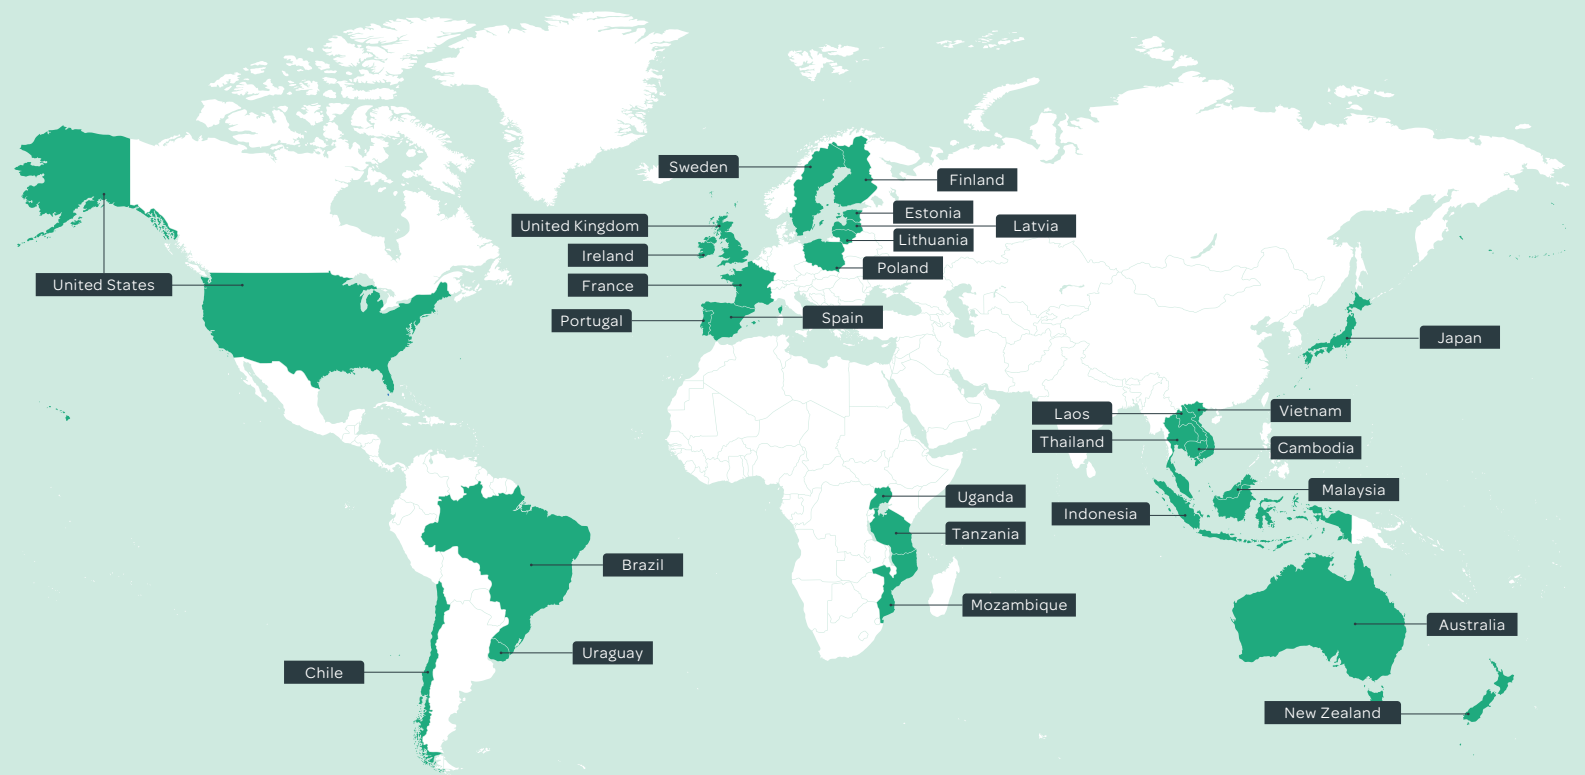 Sweden
Finland
Estonia
United Kingdom
Latvia
Lithuania
Ireland
Poland
United States
France
Portugal
Spain
Japan
Laos
Vietnam
Thailand
Cambodia
Malaysia
Uganda
Indonesia
Tanzania
Brazil
Mozambique
Australia
Uraguay
Chile
New Zealand